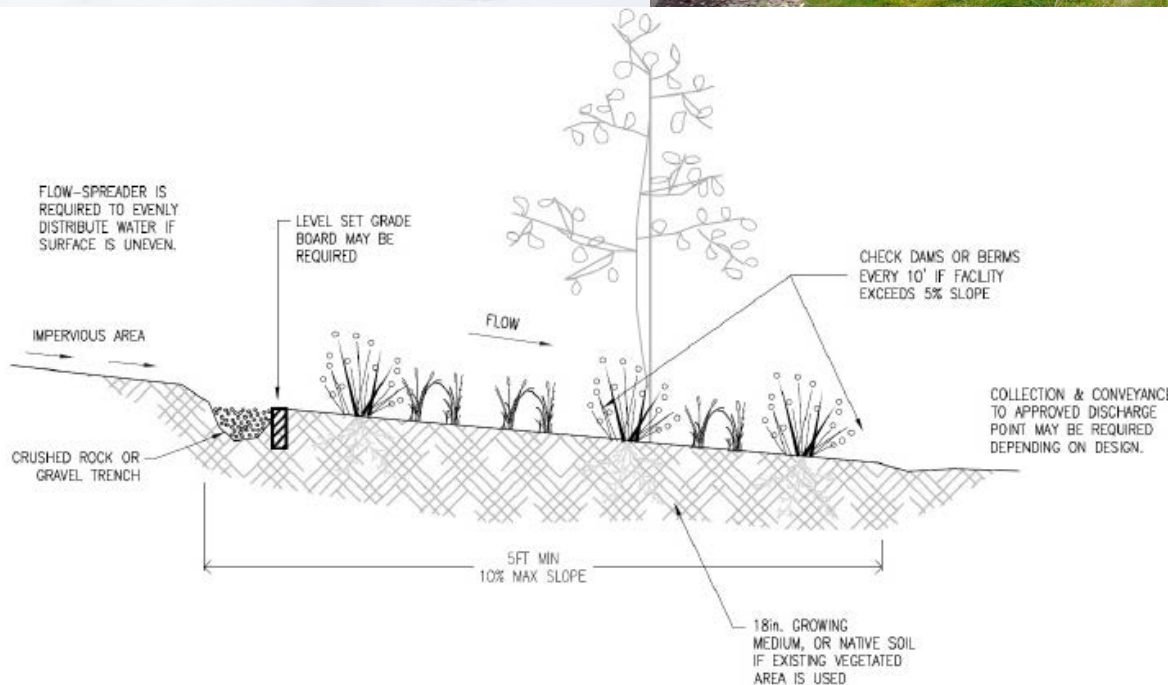 FLOW-SPREADER IS
REQUIRED TO EVENLY
DISTRIBUTE WATER IF
SURFACE IS UNEVEN.
LEVEL SET GRADE
BOARD MAY BE
REQUIRED
CHECK DAMS OR BERMS
EVERY 10' IF FACILITY
EXCEEDS 5% SLOPE
FLOW
IMPERVIOUS AREA
COLLECTION & CONVEYANCE
TO APPROVED DISCHARGE
POINT MAY BE REQUIRED
DEPENDING ON DESIGN.
CRUSHED ROCK OR
GRAVEL TRENCH
5FT MIN
10% MAX SLOPE
18in. GROWING
MEDIUM, OR NATIVE SOIL
IF EXISTING VEGETATED
AREA IS USED